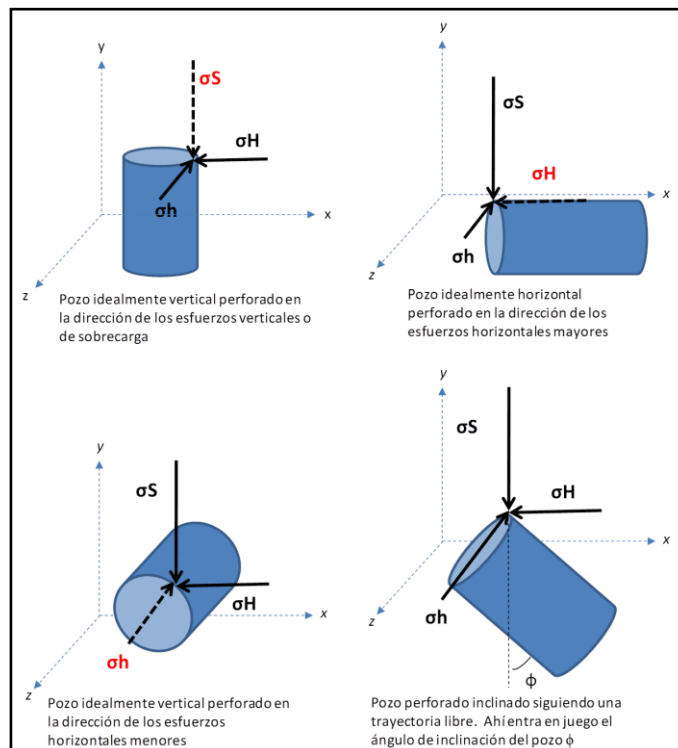 y
σS
σH
σh
x
z
Pozo idealmente vertical perforado en
la dirección de los esfuerzos verticales o
de sobrecarga
y
σS
σH
x
σh
z
Pozo idealmente horizontal
perforado en la dirección de los
esfuerzos horizontales mayores
y
σS
σH
x
σh
z
Pozo idealmente vertical perforado en
la dirección de los esfuerzos
horizontales menores
y
σS
σH
x
σh
z
ϕ
Pozo perforado inclinado siguiendo una
trayectoria libre. Ahí entra en juego el
ángulo de inclinación del pozo ϕ